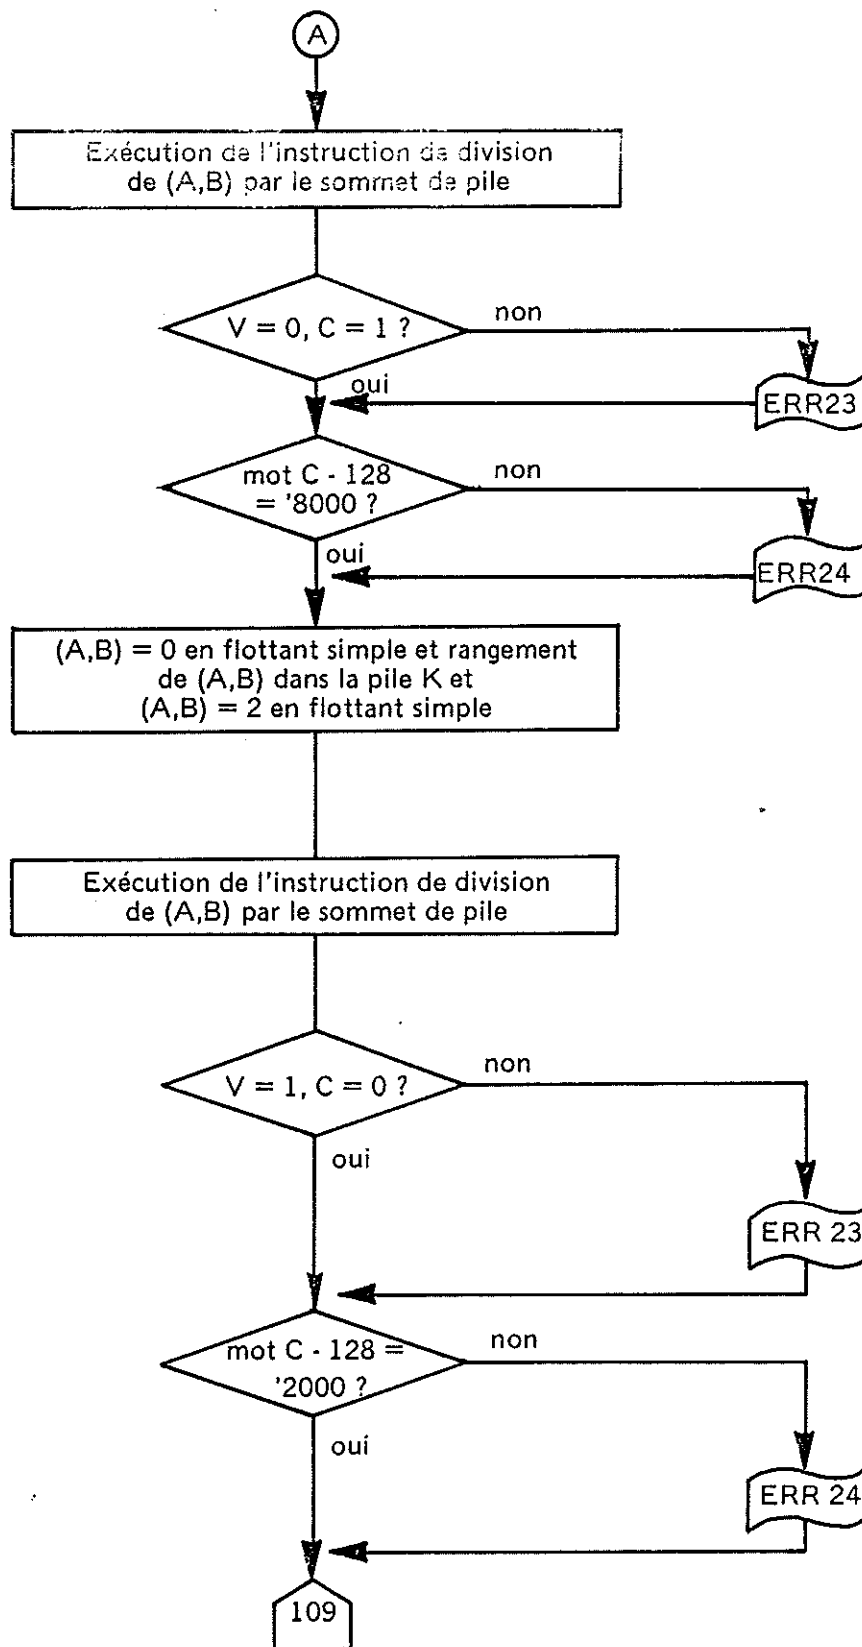 A
Exécution de l'instruction de division
de (A,B) par le sommet de pile
V = 0, C = 1 ?
non
oui
ERR23
mot C - 128
= '8000 ?
non
oui
ERR24
(A,B) = 0 en flottant simple et rangement
de (A,B) dans la pile K et
(A,B) = 2 en flottant simple
Exécution de l'instruction de division
de (A,B) par le sommet de pile
V = 1, C = 0 ?
non
oui
ERR 23
mot C - 128 =
'2000 ?
non
oui
ERR 24
109